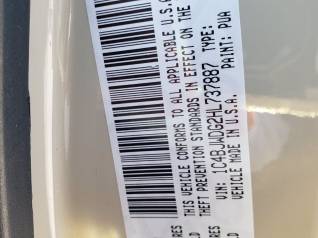 THIS VEHICLE CONFORMS TO ALL APPLICABLE U.S.A
THEFT PREVENTION STANDARDS IN EFFECT ON THE
VIN: 1C4BJWDG2HL737887 TYPE:
VEHICLE MADE IN U.S.A. PAINT: PUA